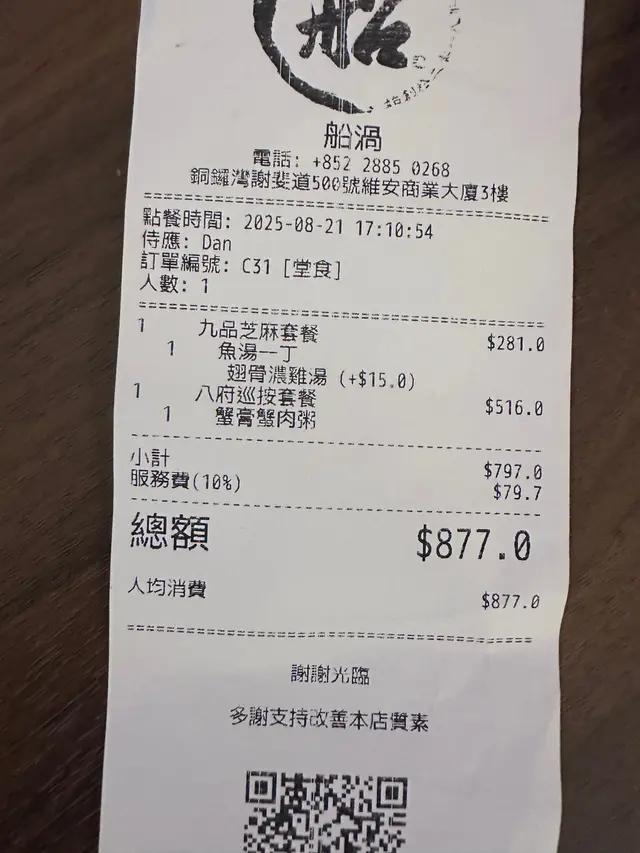 船
船渦
電話: +852 2885 0268
銅鑼灣謝斐道500號維安商業大廈3樓
點餐時間: 2025-08-21 17:10:54
侍應: Dan
訂單編號: C31 [堂食]
人數: 1
1 九品芝麻套餐 $281.0
1 魚湯一丁
翅骨濃雞湯 (+$15.0)
1 八府巡按套餐 $516.0
1 蟹膏蟹肉粥
小計 $797.0
服務費(10%) $79.7
總額 $877.0
人均消費 $877.0
謝謝光臨
多謝支持改善本店質素